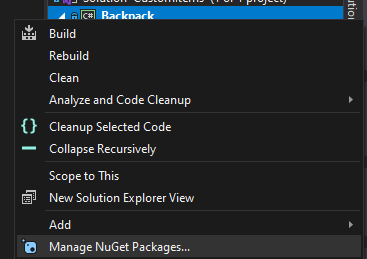 Solution 'CustomItems' (1 of 1 project)
C# Backpack
Build
Rebuild
Clean
Analyze and Code Cleanup
Cleanup Selected Code
Collapse Recursively
Scope to This
New Solution Explorer View
Add
Manage NuGet Packages...